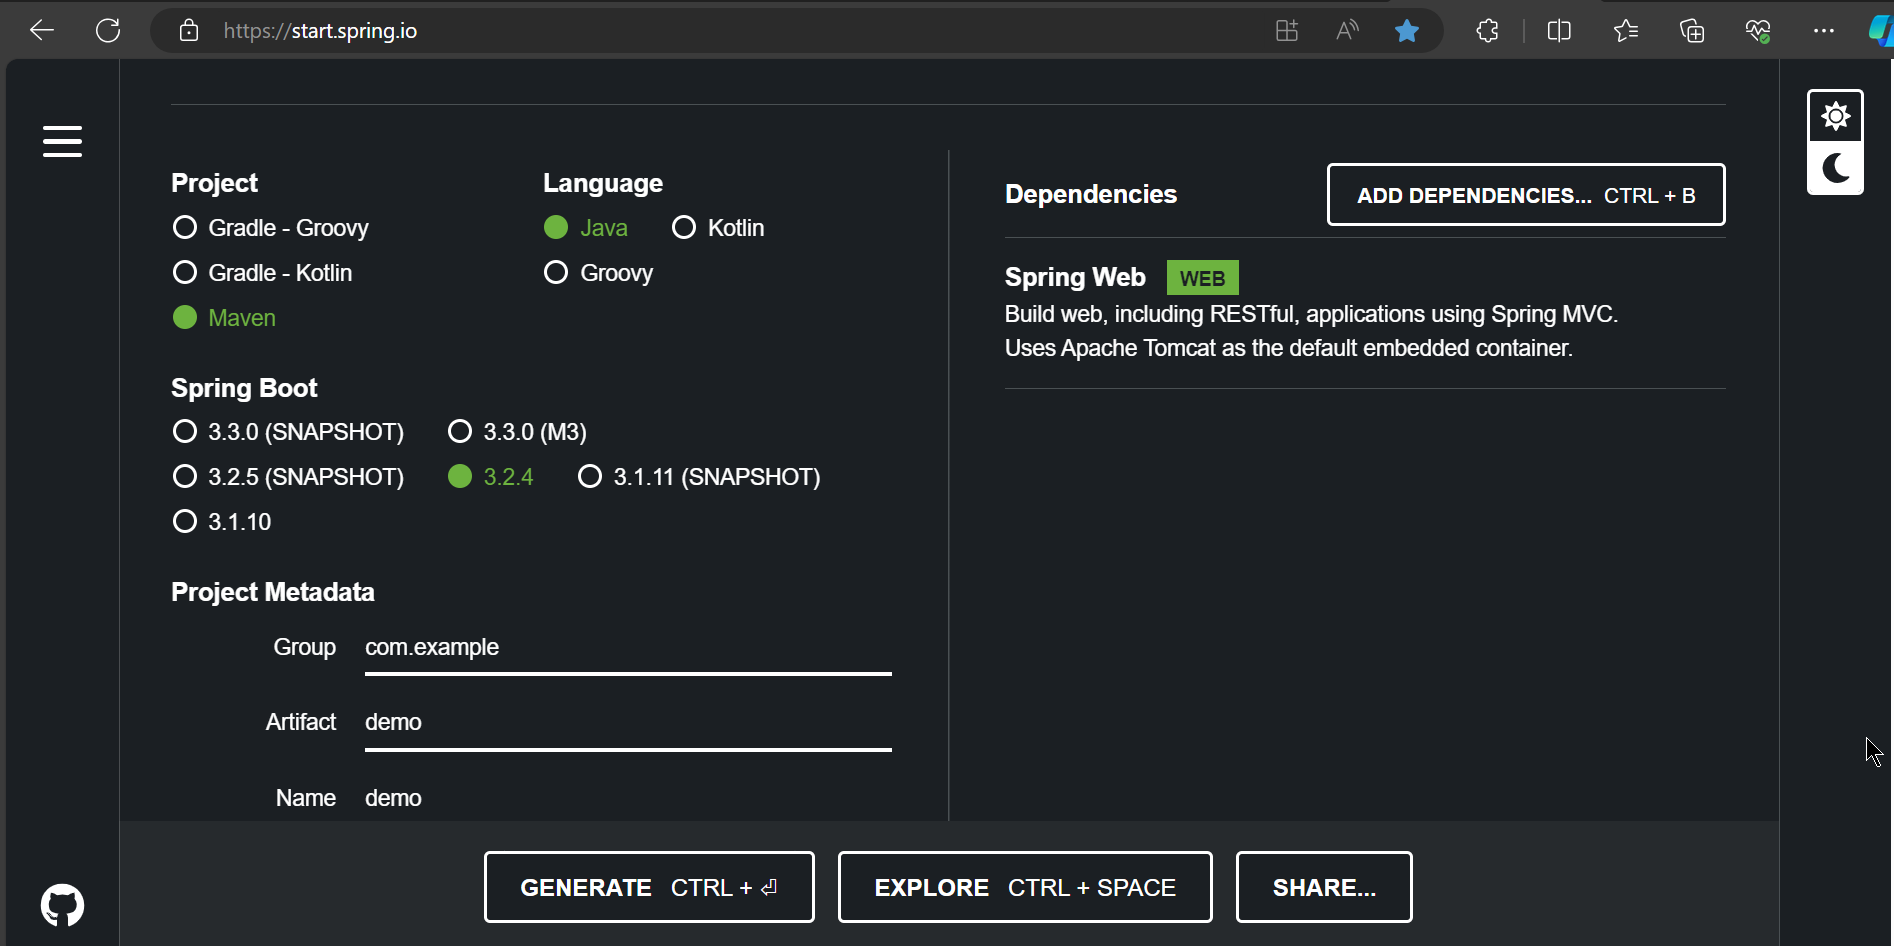 https://start.spring.io
Project
Gradle - Groovy
Gradle - Kotlin
Maven
Language
Java Kotlin
Groovy
Spring Boot
3.3.0 (SNAPSHOT) 3.3.0 (M3)
3.2.5 (SNAPSHOT) 3.2.4 3.1.11 (SNAPSHOT)
3.1.10
Project Metadata
Group com.example
Artifact demo
Name demo
Dependencies ADD DEPENDENCIES... CTRL + B
Spring Web WEB
Build web, including RESTful, applications using Spring MVC.
Uses Apache Tomcat as the default embedded container.
GENERATE CTRL + ⏎ EXPLORE CTRL + SPACE SHARE...